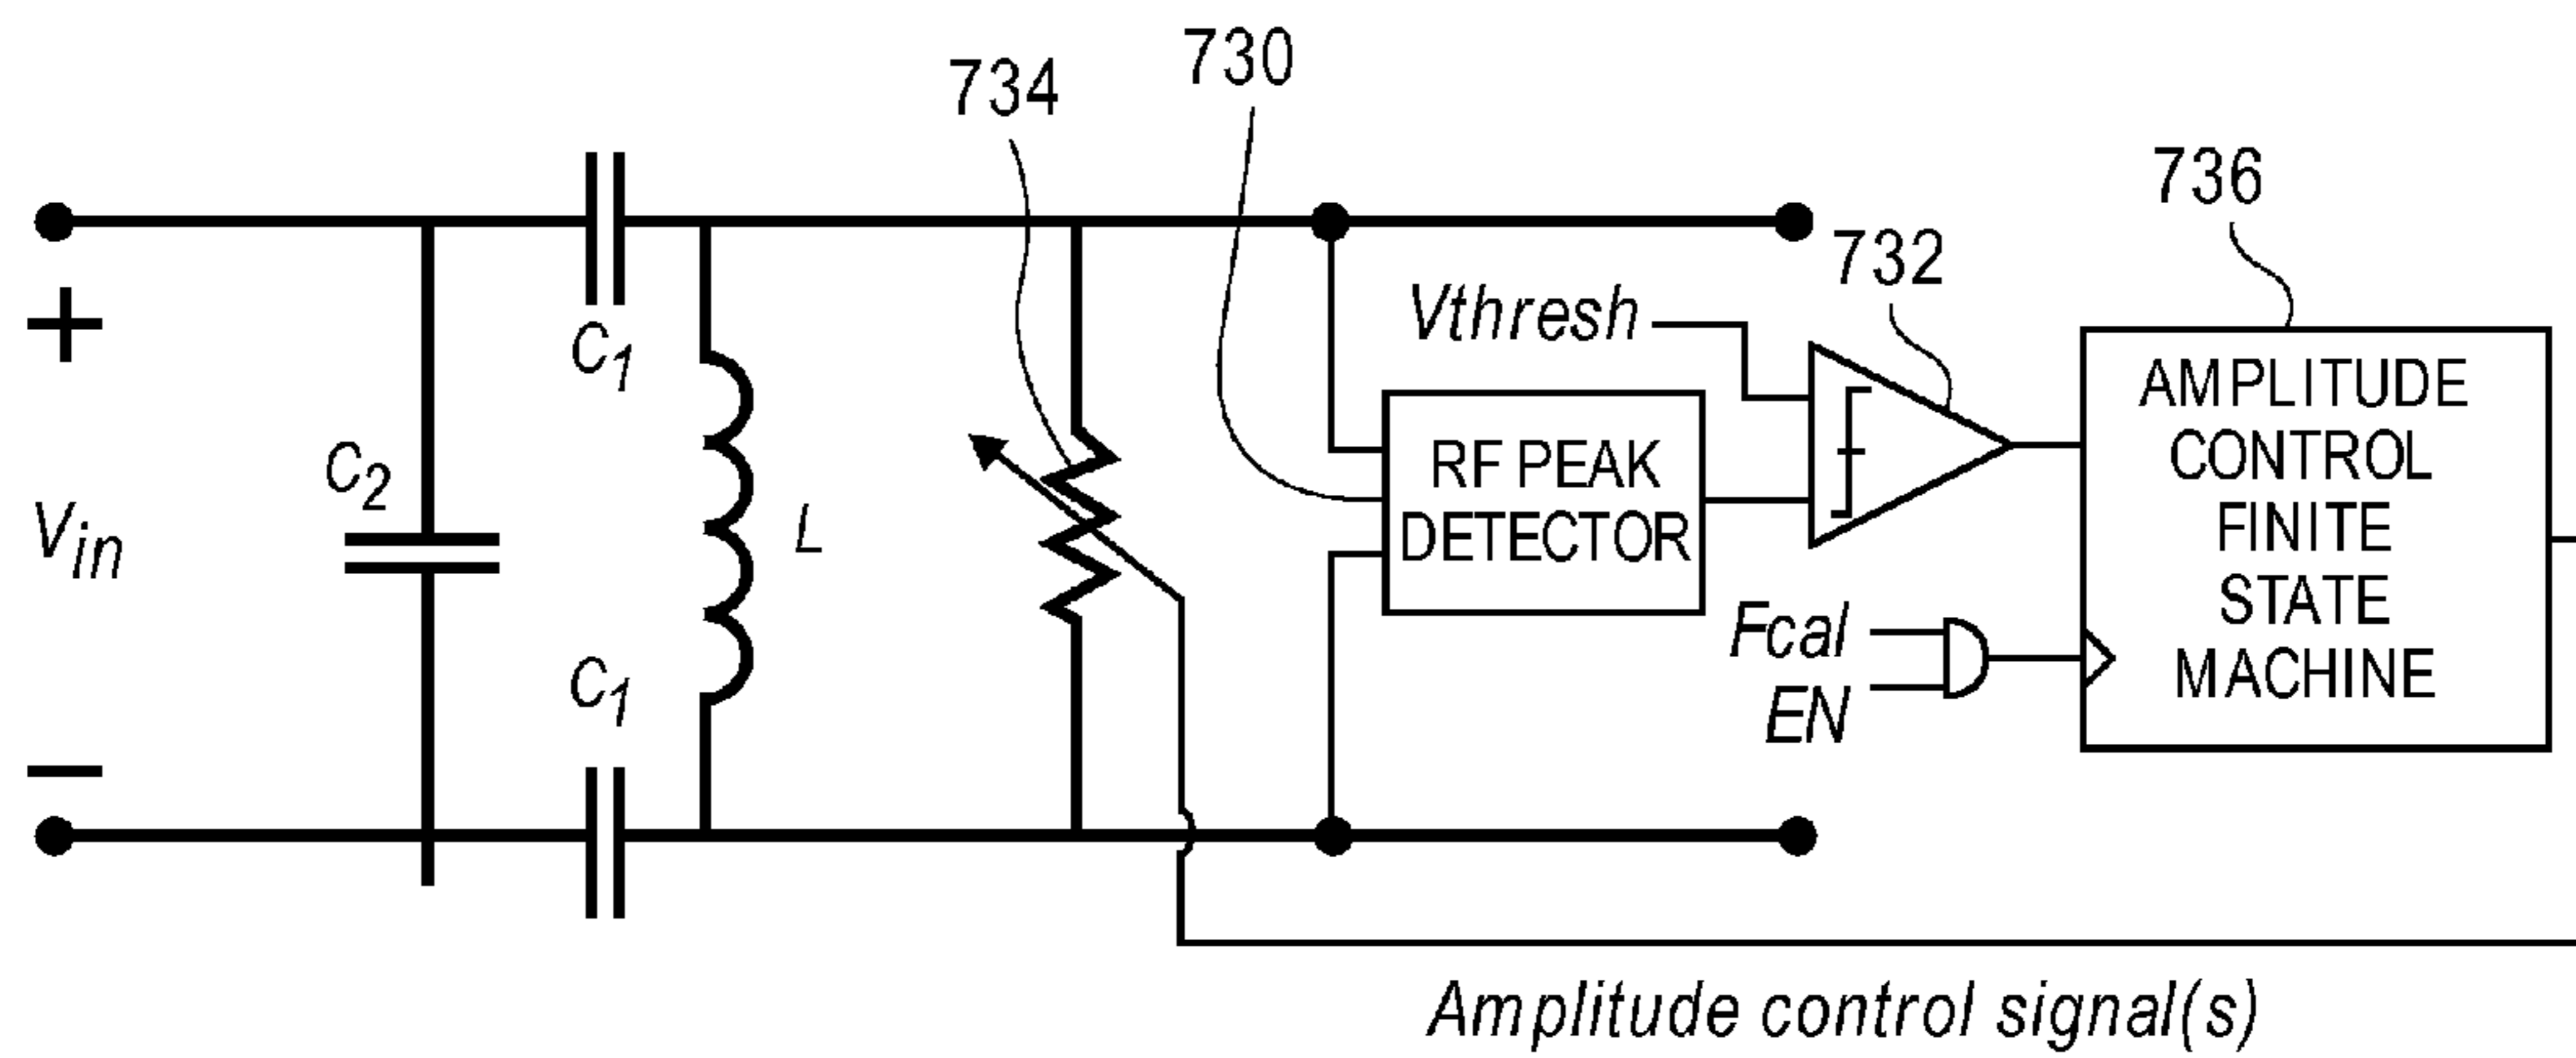 730
734
736
732
Vthresh
C1
AMPLITUDE
CONTROL
FINITE
STATE
MACHINE
RF PEAK
DETECTOR
+
C2
Vin
L
Fcal
EN
C1
−
Amplitude control signal(s)